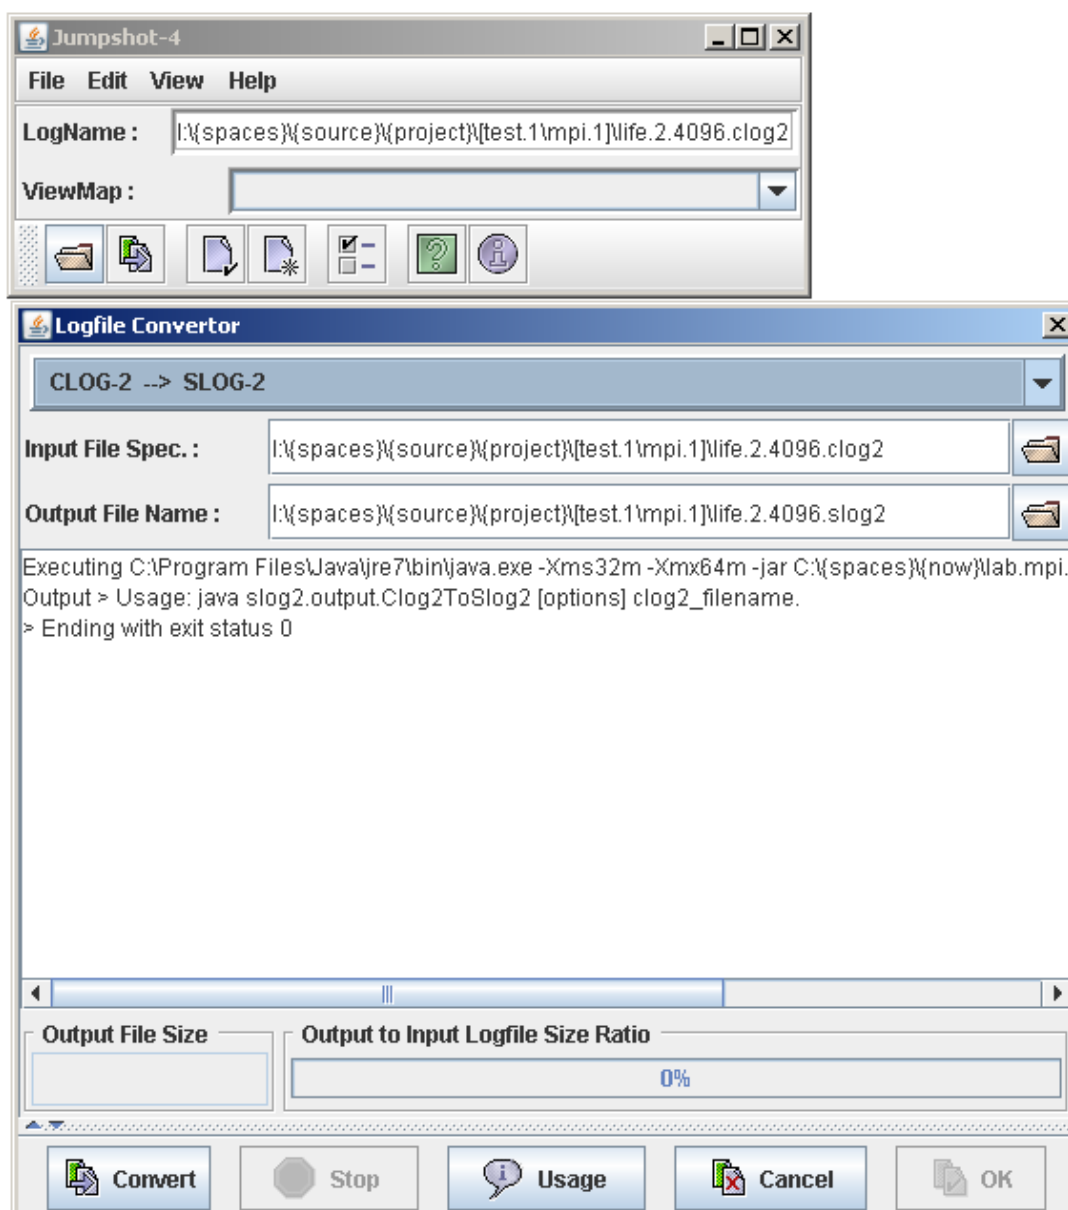 Jumpshot-4
File Edit View Help
LogName : I:\{spaces}\{source}\{project}\[test.1\mpi.1]\life.2.4096.clog2
ViewMap :
Logfile Convertor
CLOG-2 --> SLOG-2
Input File Spec. : I:\{spaces}\{source}\{project}\[test.1\mpi.1]\life.2.4096.clog2
Output File Name : I:\{spaces}\{source}\{project}\[test.1\mpi.1]\life.2.4096.slog2
Executing C:\Program Files\Java\jre7\bin\java.exe -Xms32m -Xmx64m -jar C:\{spaces}\{now}\lab.mpi.
Output > Usage: java slog2.output.Clog2ToSlog2 [options] clog2_filename.
> Ending with exit status 0
Output File Size Output to Input Logfile Size Ratio
0%
Convert Stop Usage Cancel OK